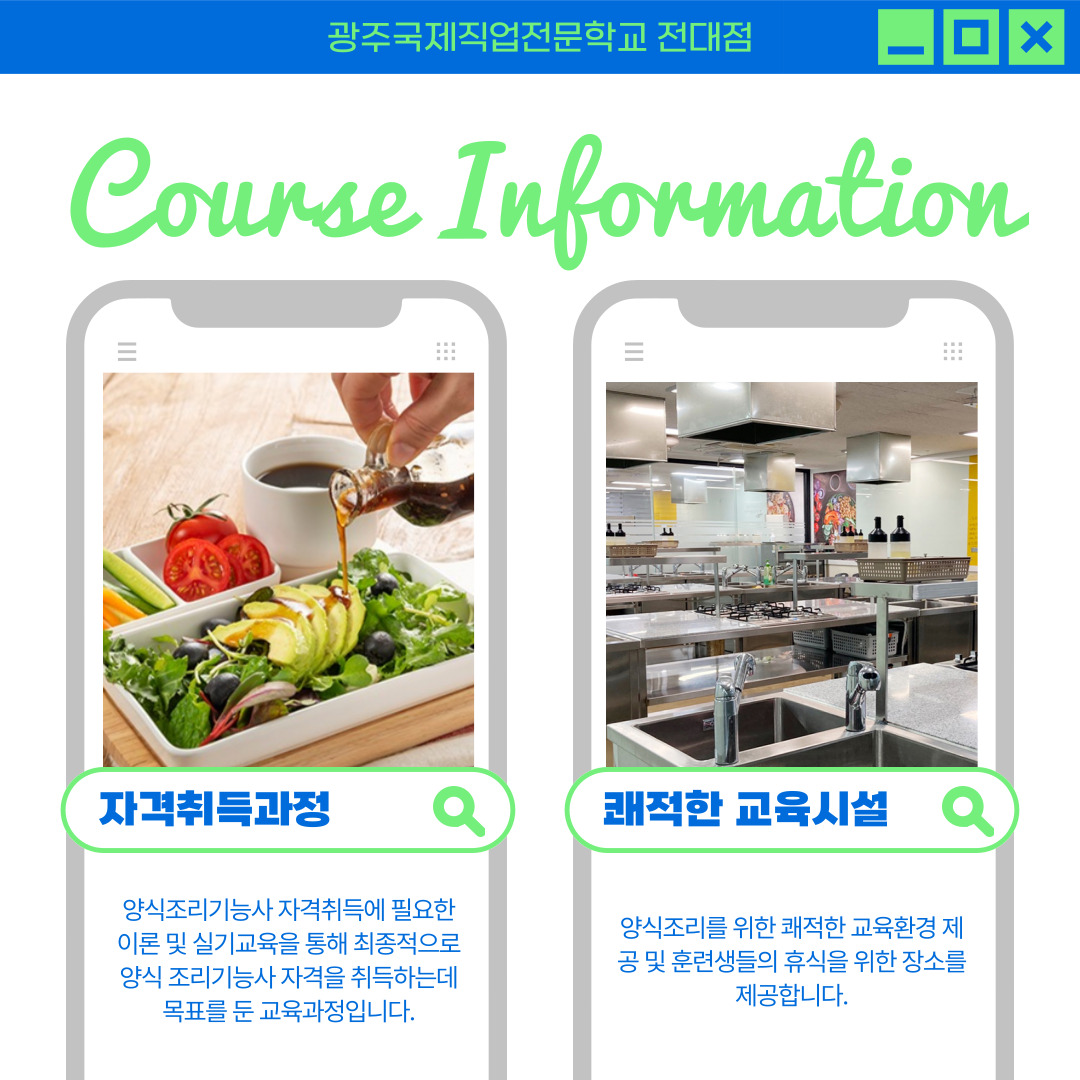 광주국제직업전문학교 전대점
Course Information
자격취득과정
양식조리기능사 자격취득에 필요한
이론 및 실기교육을 통해 최종적으로
양식 조리기능사 자격을 취득하는데
목표를 둔 교육과정입니다.
쾌적한 교육시설
양식조리를 위한 쾌적한 교육환경 제
공 및 훈련생들의 휴식을 위한 장소를
제공합니다.